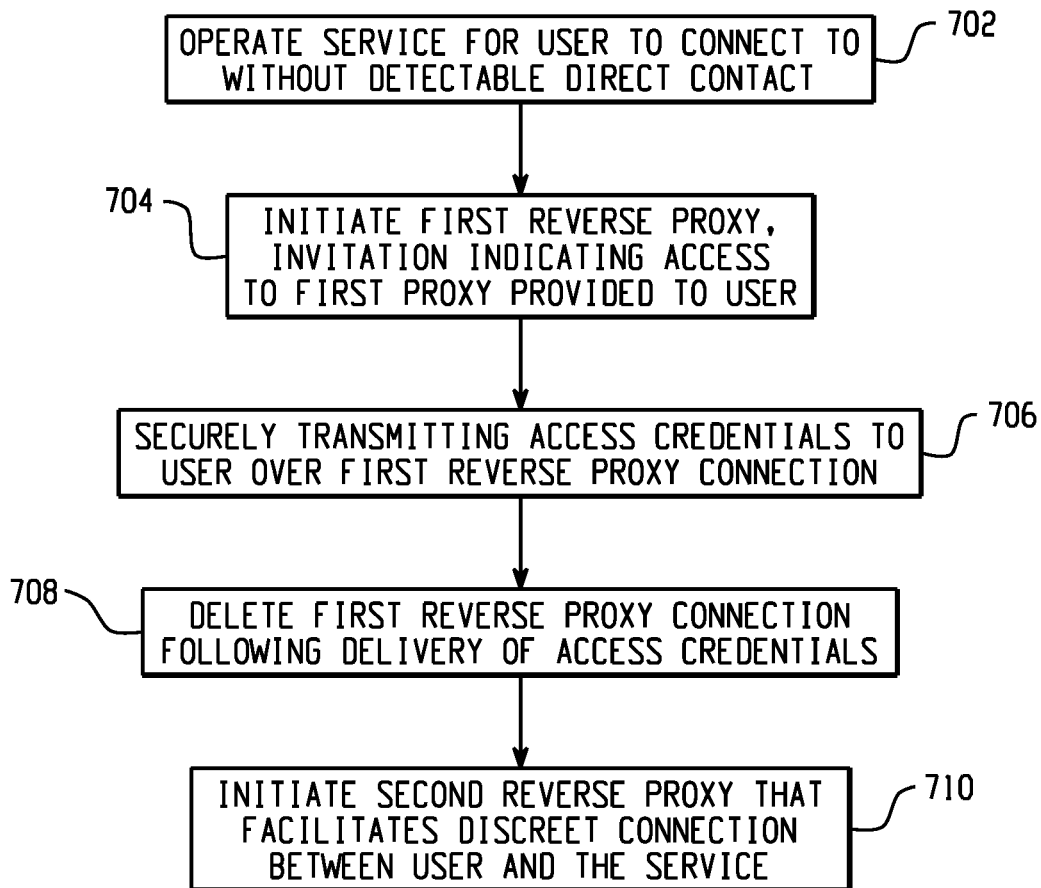 OPERATE SERVICE FOR USER TO CONNECT TO
WITHOUT DETECTABLE DIRECT CONTACT
702
704
INITIATE FIRST REVERSE PROXY,
INVITATION INDICATING ACCESS
TO FIRST PROXY PROVIDED TO USER
SECURELY TRANSMITTING ACCESS CREDENTIALS TO
USER OVER FIRST REVERSE PROXY CONNECTION
706
708
DELETE FIRST REVERSE PROXY CONNECTION
FOLLOWING DELIVERY OF ACCESS CREDENTIALS
INITIATE SECOND REVERSE PROXY THAT
FACILITATES DISCREET CONNECTION
BETWEEN USER AND THE SERVICE
710